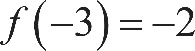 f(−3) = −2